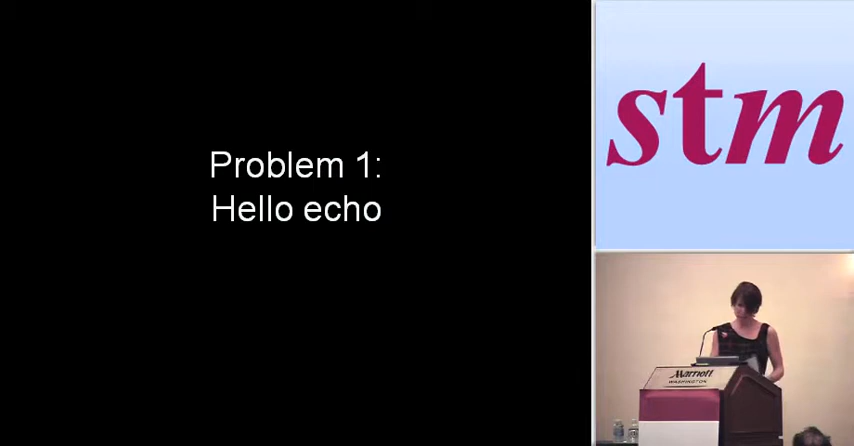 Problem 1:
Hello echo
stm
Marriott
WASHINGTON